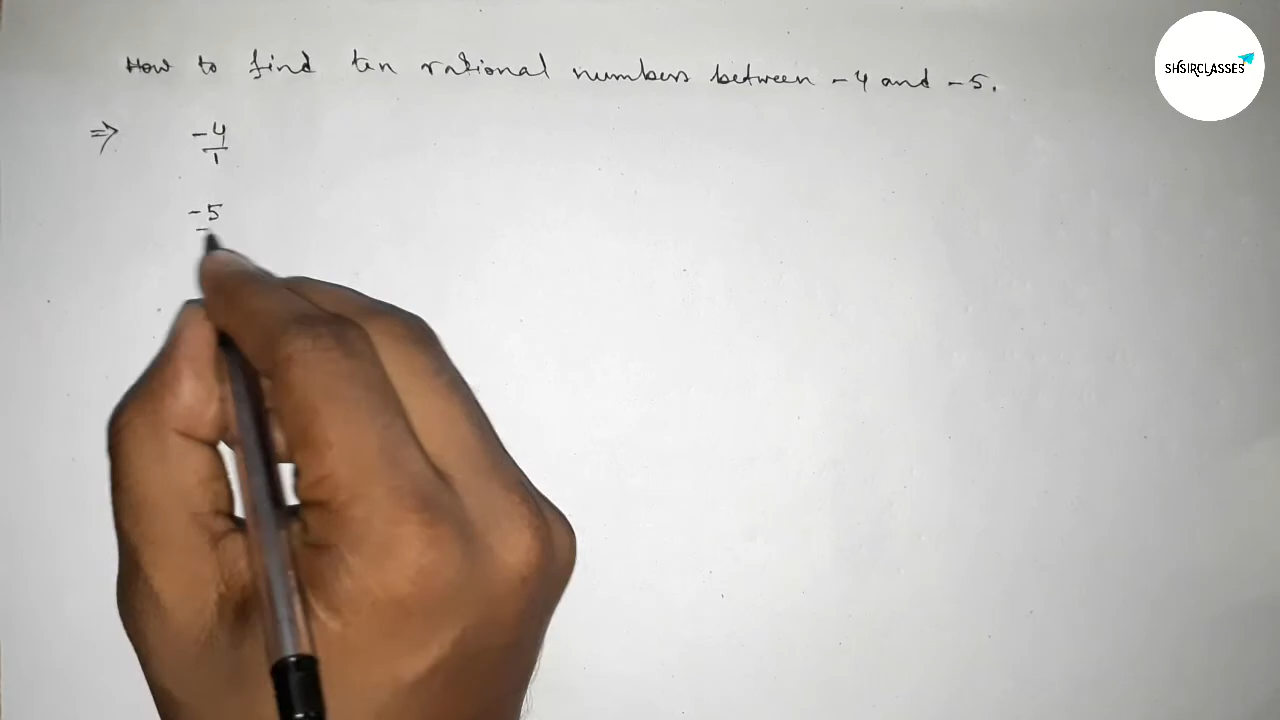 How to find ten rational numbers between -4 and -5.
SHSIRCLASSES
⇒ -4
1
-5